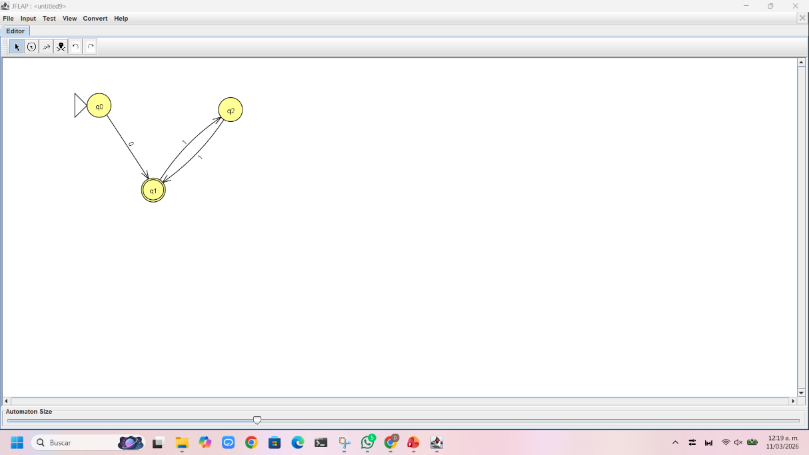 JFLAP : <untitled9>
File Input Test View Convert Help
Editor
q0
q2
0
1
1
q1
Automaton Size
Buscar
12:19 a. m.
11/03/2026